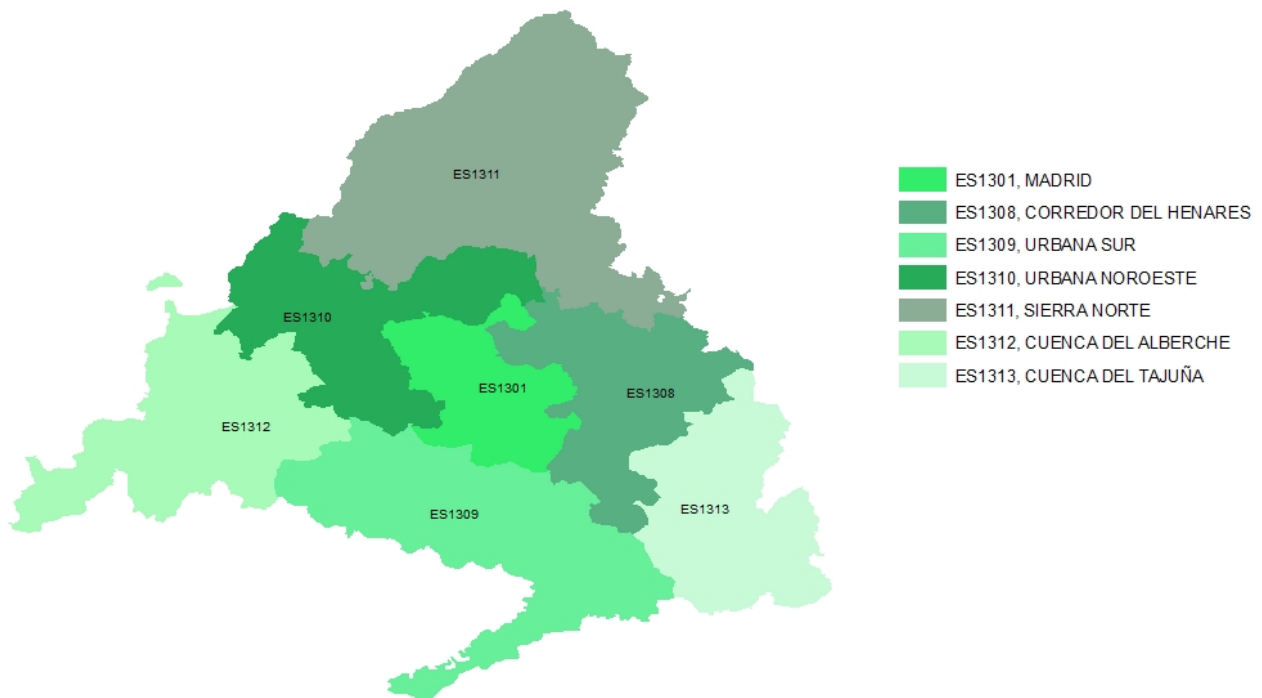 ES1311
ES1310
ES1301
ES1308
ES1312
ES1309
ES1313
ES1301, MADRID
ES1308, CORREDOR DEL HENARES
ES1309, URBANA SUR
ES1310, URBANA NOROESTE
ES1311, SIERRA NORTE
ES1312, CUENCA DEL ALBERCHE
ES1313, CUENCA DEL TAJUÑA